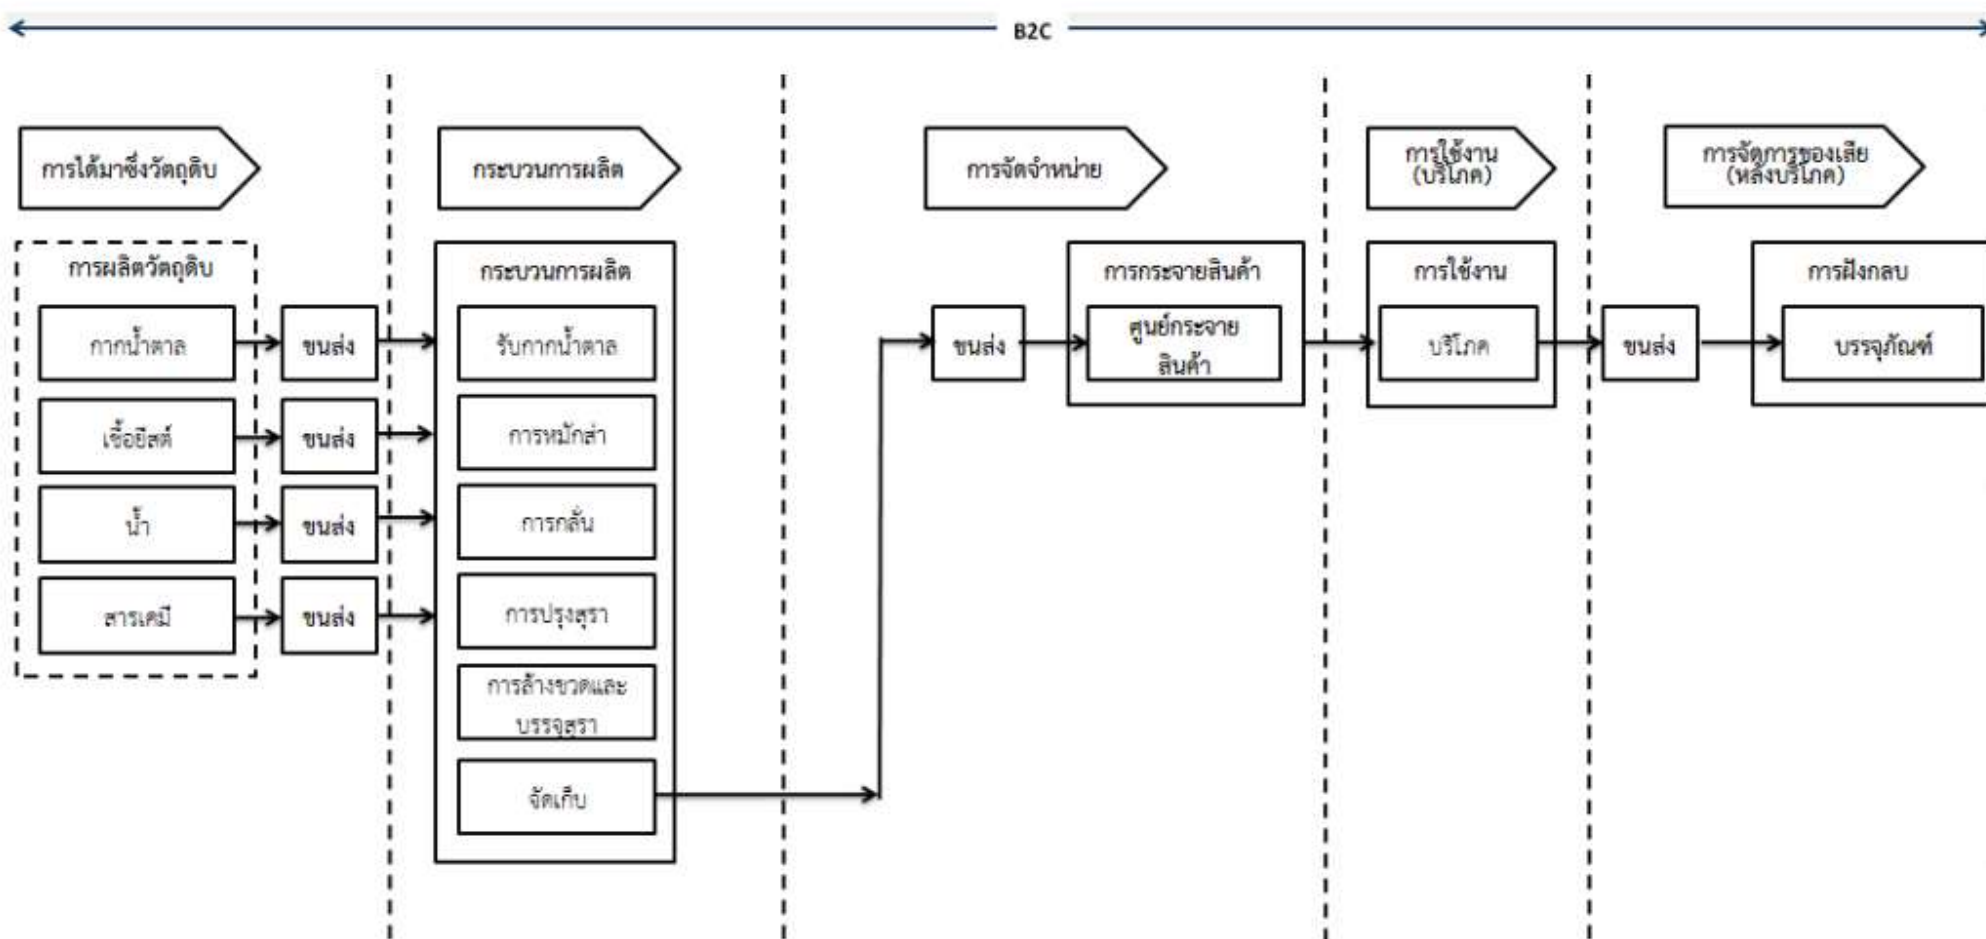 B2C
การได้มาซึ่งวัตถุดิบ
กระบวนการผลิต
การจัดจำหน่าย
การใช้งาน
(บริโภค)
การจัดการของเสีย
(หลังบริโภค)
การผลิตวัตถุดิบ
กากน้ำตาล
ขนส่ง
เชื้อยีสต์
ขนส่ง
น้ำ
ขนส่ง
สารเคมี
ขนส่ง
กระบวนการผลิต
รับกากน้ำตาล
การหมักส่า
การกลั่น
การปรุงสุรา
การล้างขวดและ
บรรจุสุรา
จัดเก็บ
ขนส่ง
การกระจายสินค้า
ศูนย์กระจาย
สินค้า
การใช้งาน
บริโภค
ขนส่ง
การฝังกลบ
บรรจุภัณฑ์